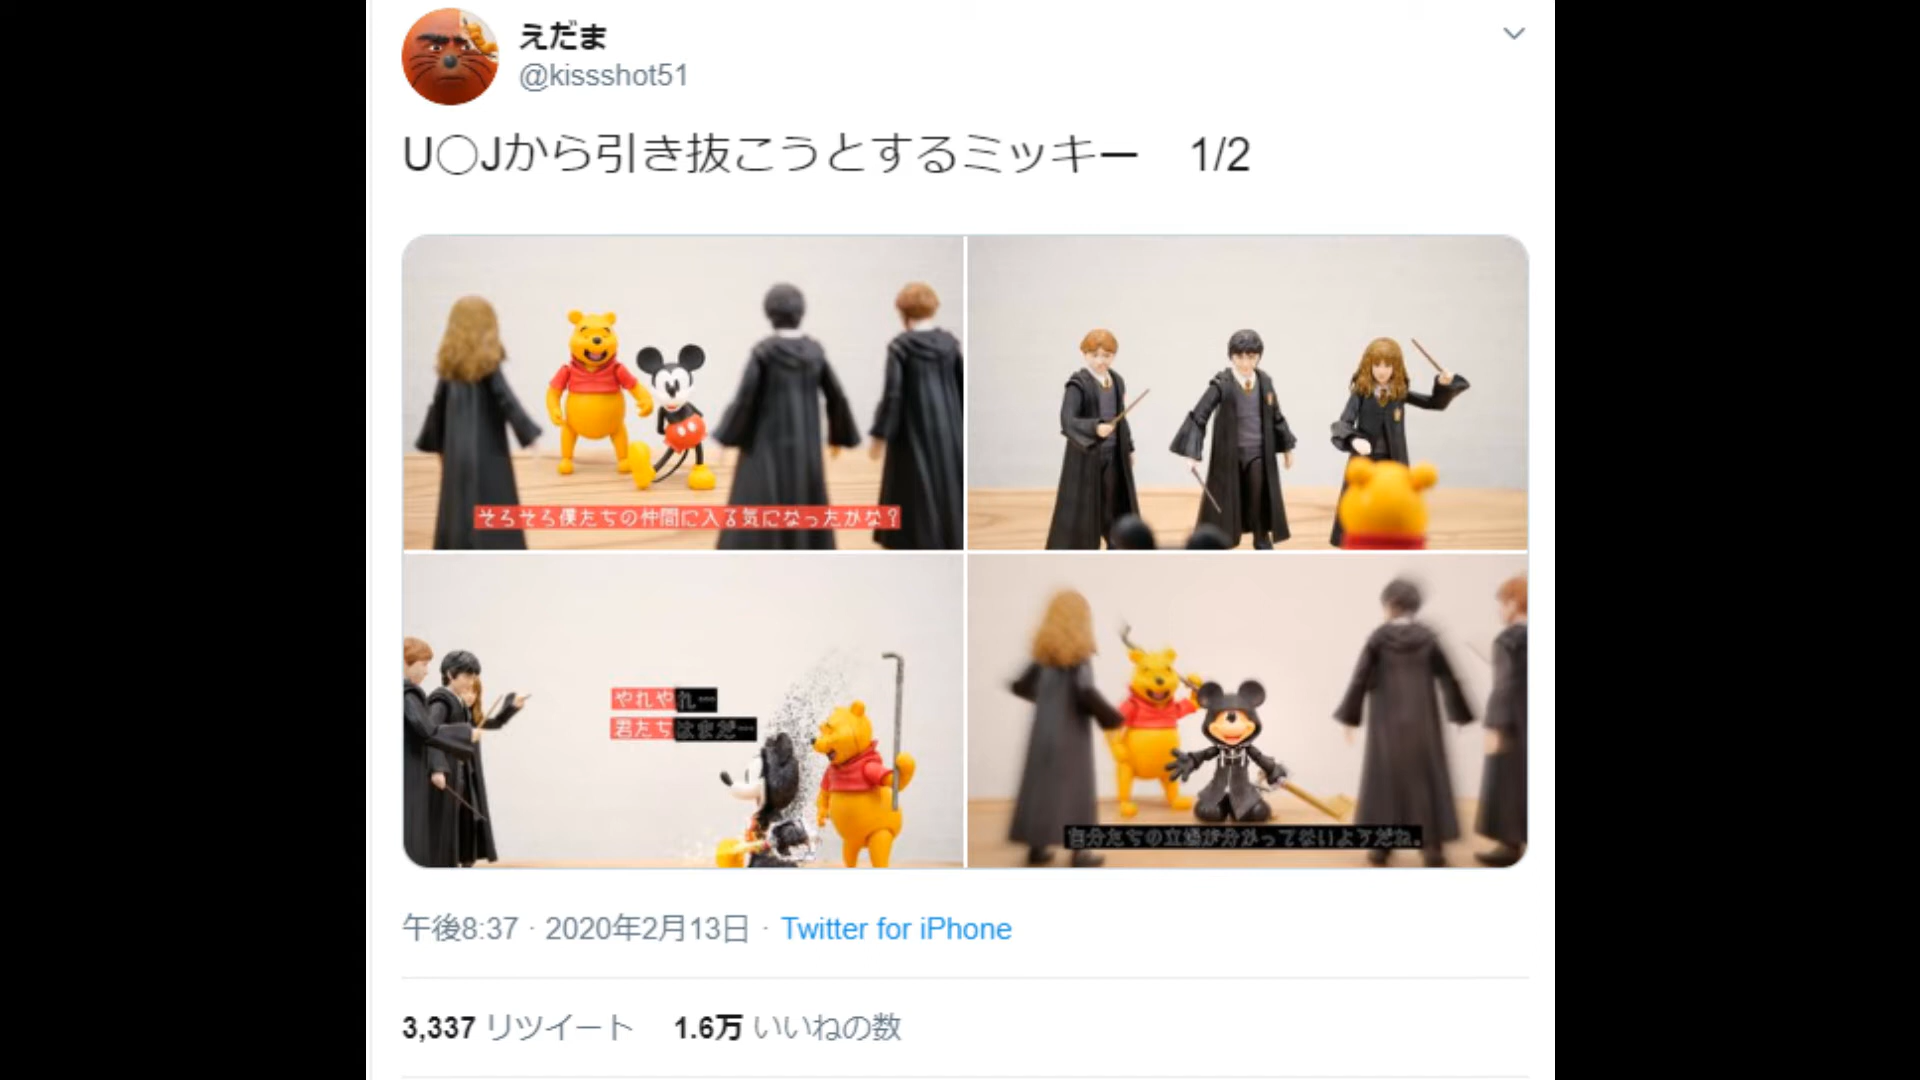 えだま
@kissshot51
U◯Jから引き抜こうとするミッキー　1/2
そろそろ僕たちの仲間に入る気になったかな？
やれやれ…
君たちはまだ…
自分たちの立場が分かってないようだね。
午後8:37 · 2020年2月13日 · Twitter for iPhone
3,337 リツイート 1.6万 いいねの数